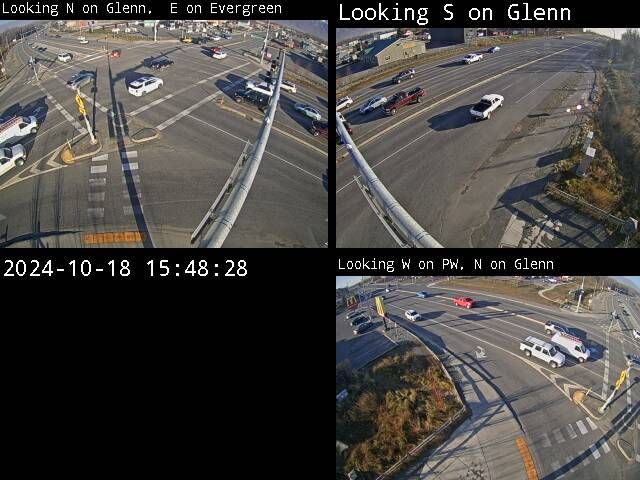 Looking N on Glenn,  E on Evergreen
Looking S on Glenn
2024-10-18 15:48:28
Looking W on PW, N on Glenn